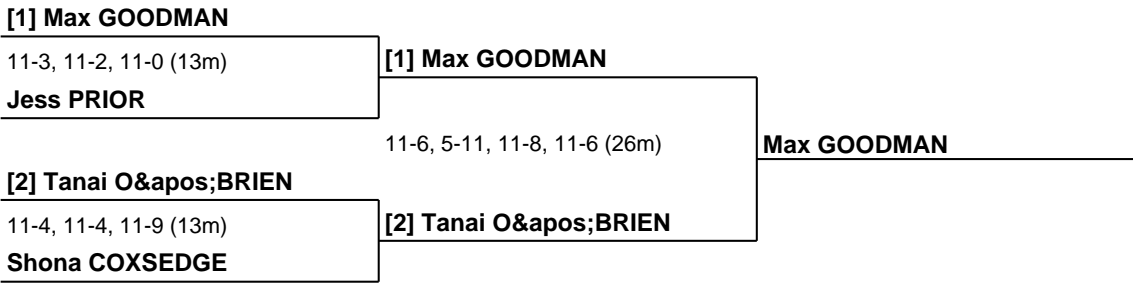 [1] Max GOODMAN
11-3, 11-2, 11-0 (13m)
[1] Max GOODMAN
Jess PRIOR
11-6, 5-11, 11-8, 11-6 (26m)
Max GOODMAN
[2] Tanai O&apos;BRIEN
11-4, 11-4, 11-9 (13m)
[2] Tanai O&apos;BRIEN
Shona COXSEDGE